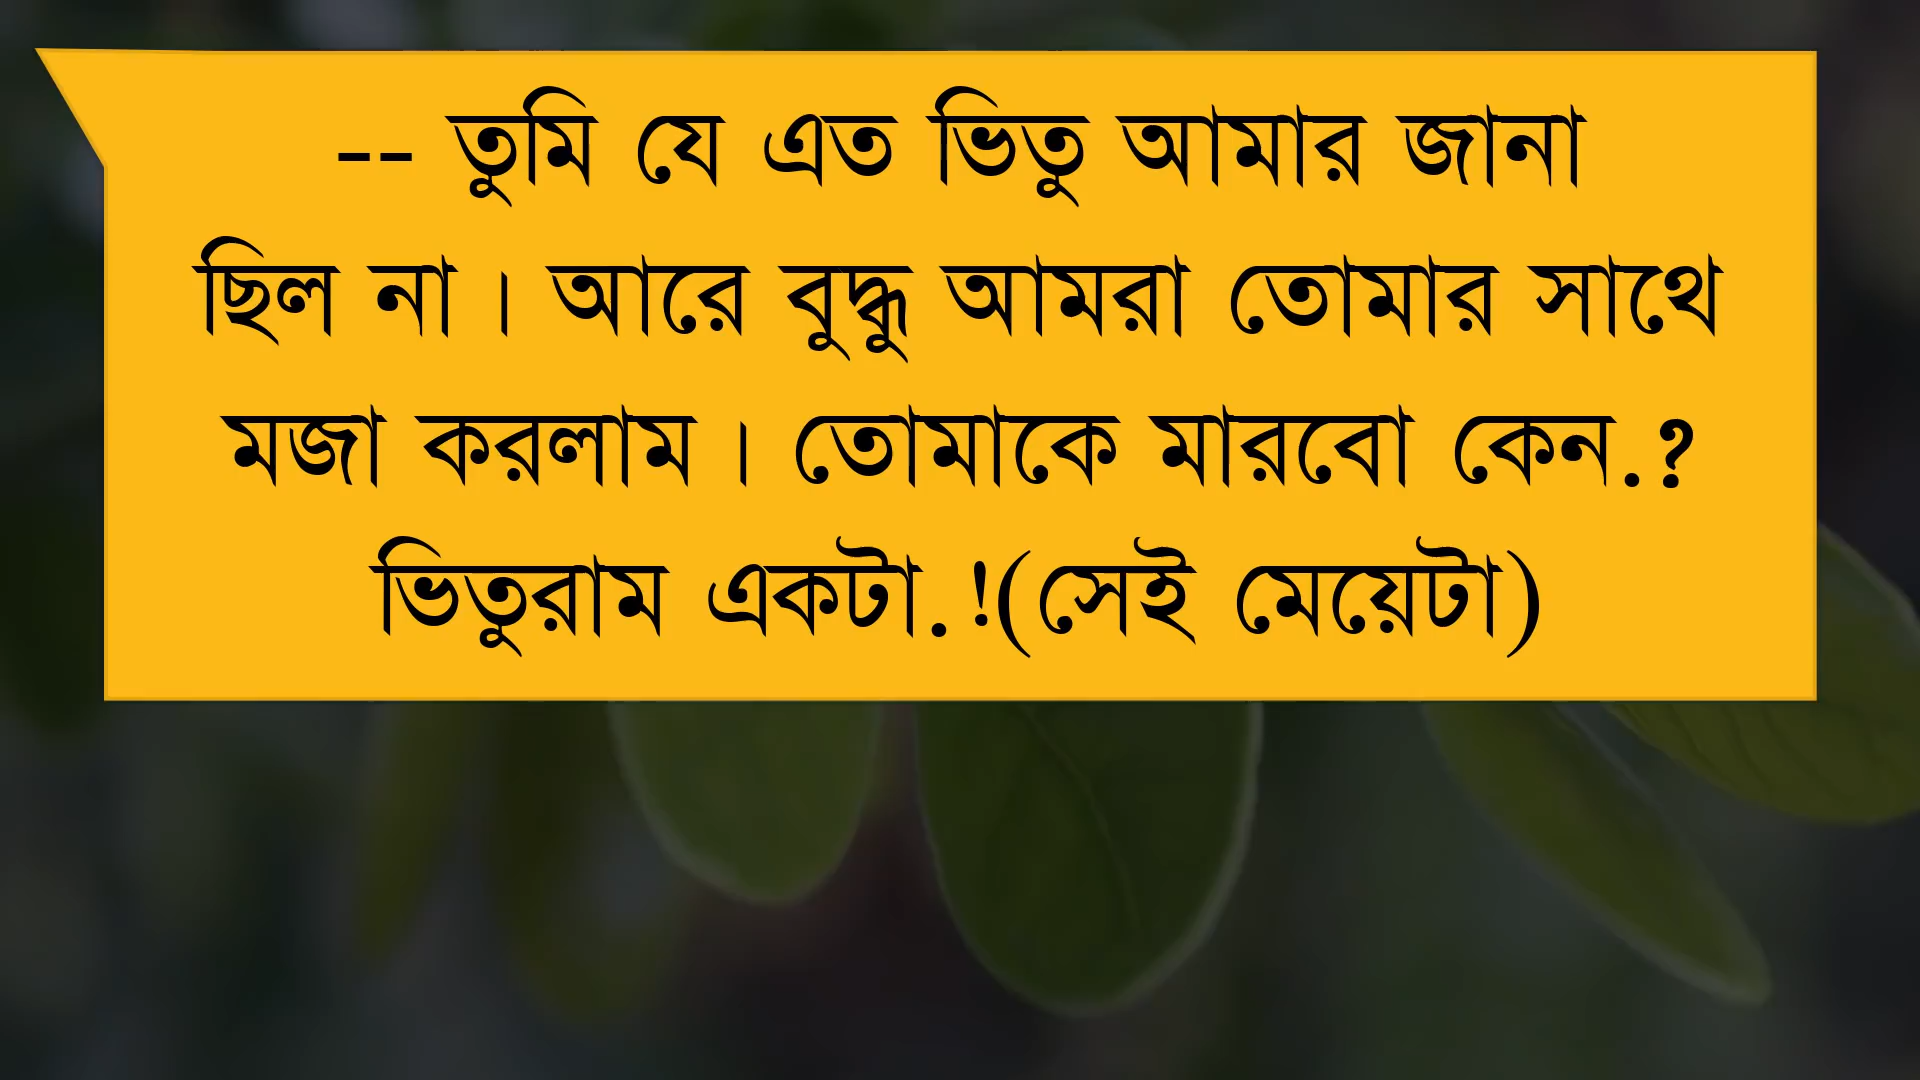 -- তুমি যে এত ভিতু আমার জানা
ছিল না । আরে বুদ্ধু আমরা তোমার সাথে
মজা করলাম । তোমাকে মারবো কেন.?
ভিতুরাম একটা.!(সেই মেয়েটা)